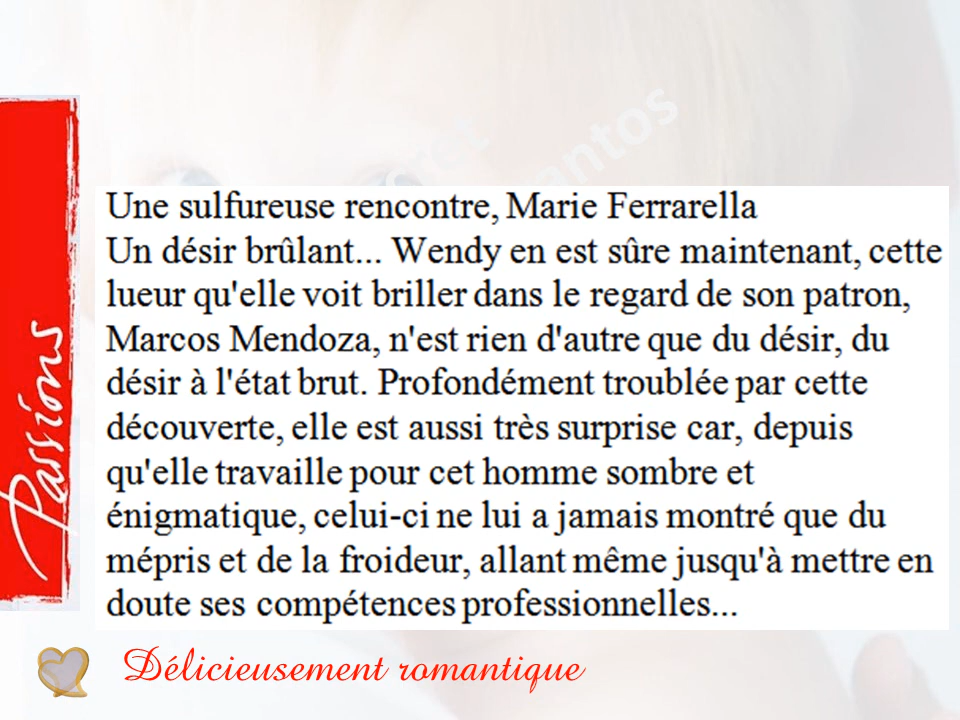 antos
Une sulfureuse rencontre, Marie Ferrarella
Un désir brûlant... Wendy en est sûre maintenant, cette
lueur qu'elle voit briller dans le regard de son patron,
Marcos Mendoza, n'est rien d'autre que du désir, du
désir à l'état brut. Profondément troublée par cette
découverte, elle est aussi très surprise car, depuis
qu'elle travaille pour cet homme sombre et
énigmatique, celui-ci ne lui a jamais montré que du
mépris et de la froideur, allant même jusqu'à mettre en
doute ses compétences professionnelles...
Passions
Délicieusement romantique